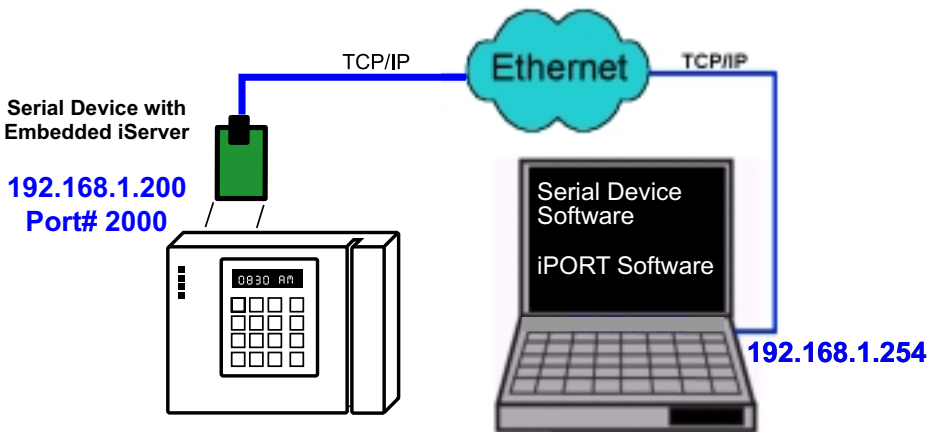 TCP/IP
Ethernet
TCP/IP
Serial Device with
Embedded iServer
192.168.1.200
Port# 2000
0830 AM
Serial Device
Software
iPORT Software
192.168.1.254